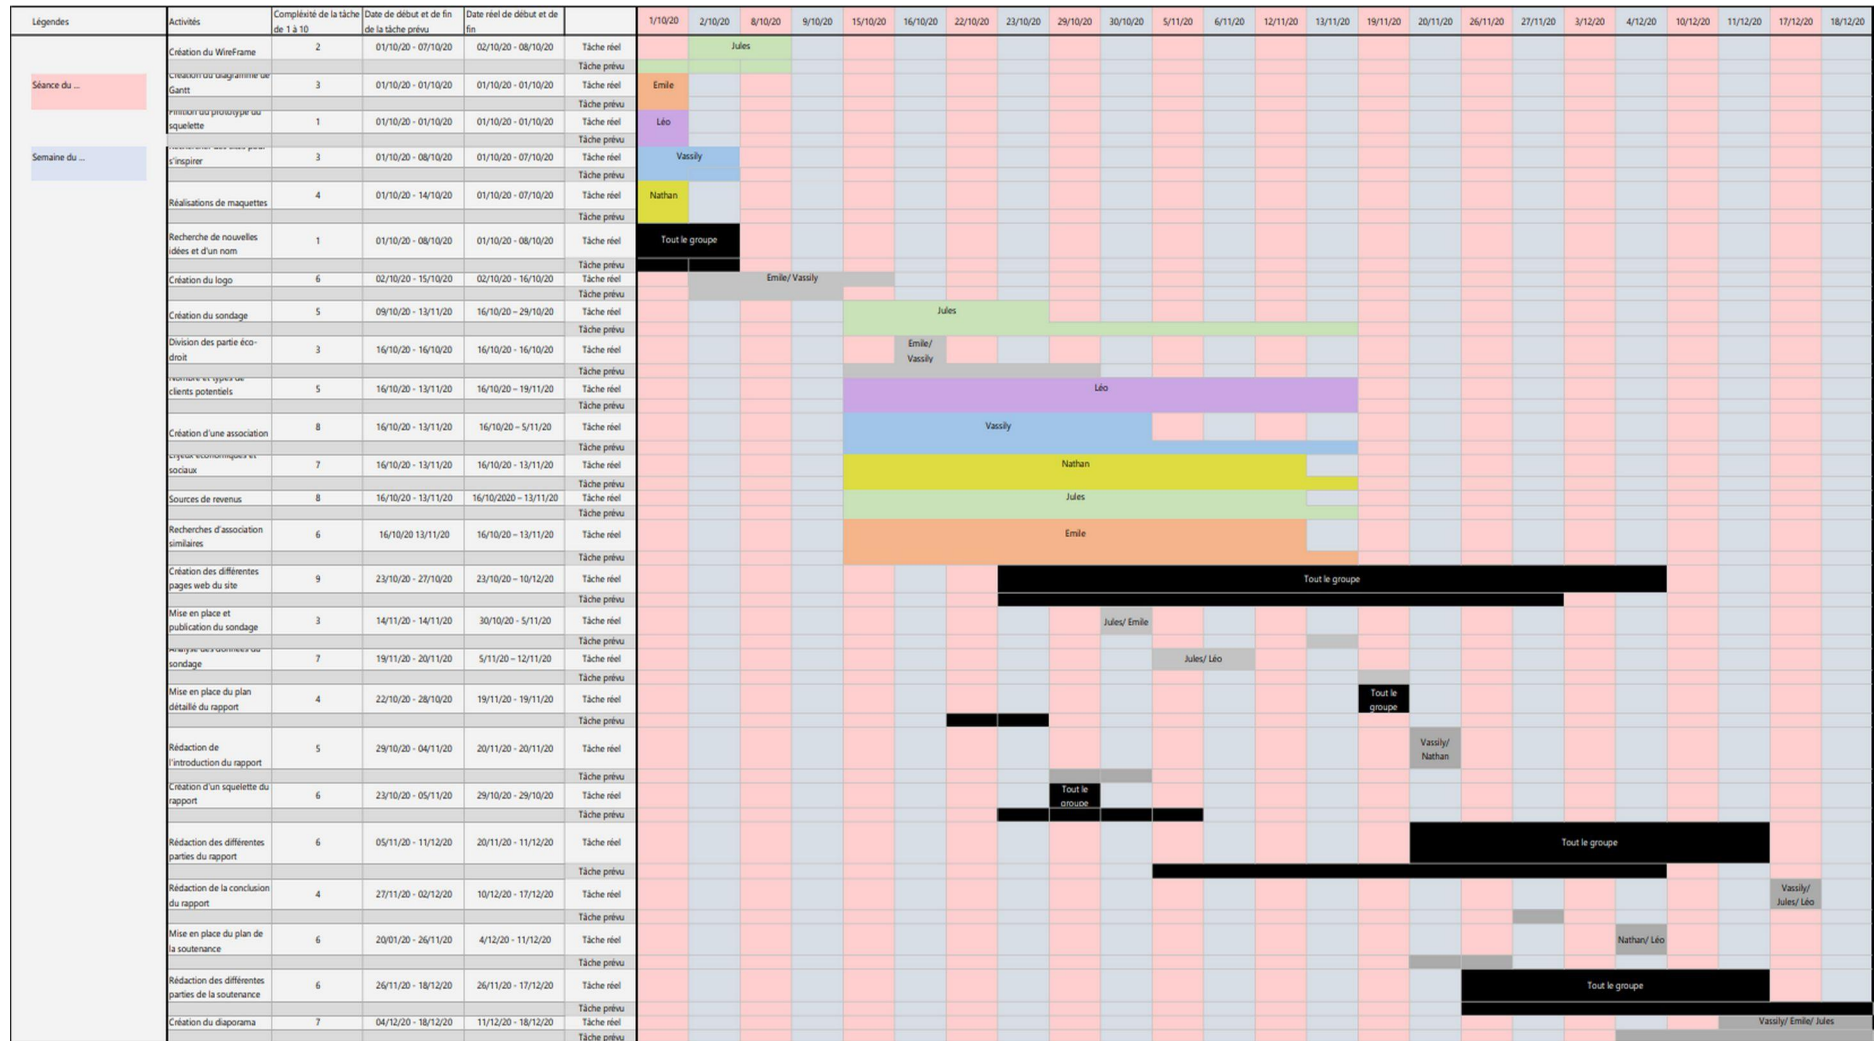 Légendes
Activités
Compléxité de la tâche
de 1 à 10
Date de début et de fin
de la tâche prévu
Date réel de début et de
fin
1/10/20 2/10/20 8/10/20 9/10/20 15/10/20 16/10/20 22/10/20 23/10/20 29/10/20 30/10/20 5/11/20 6/11/20 12/11/20 13/11/20 19/11/20 20/11/20 26/11/20 27/11/20 3/12/20 4/12/20 10/12/20 11/12/20 17/12/20 18/12/20
Création du WireFrame 2 01/10/20 - 07/10/20 02/10/20 - 08/10/20 Tâche réel Jules
Tâche prévu
Séance du ...
Création du diagramme de
Gantt 3 01/10/20 - 01/10/20 01/10/20 - 01/10/20 Tâche réel Emile
Tâche prévu
Finition du prototype du
squelette 1 01/10/20 - 01/10/20 01/10/20 - 01/10/20 Tâche réel Léo
Tâche prévu
Semaine du ...
s'inspirer 3 01/10/20 - 08/10/20 01/10/20 - 07/10/20 Tâche réel Vassily
Tâche prévu
Réalisations de maquettes 4 01/10/20 - 14/10/20 01/10/20 - 07/10/20 Tâche réel Nathan
Tâche prévu
Recherche de nouvelles
idées et d'un nom 1 01/10/20 - 08/10/20 01/10/20 - 08/10/20 Tâche réel Tout le groupe
Tâche prévu
Création du logo 6 02/10/20 - 15/10/20 02/10/20 - 16/10/20 Tâche réel Emile/ Vassily
Tâche prévu
Création du sondage 5 09/10/20 - 13/11/20 16/10/20 – 29/10/20 Tâche réel Jules
Tâche prévu
Division des partie éco-
droit 3 16/10/20 - 16/10/20 16/10/20 - 16/10/20 Tâche réel Emile/
Vassily
Tâche prévu
Nombre et types de
clients potentiels 5 16/10/20 - 13/11/20 16/10/20 – 19/11/20 Tâche réel Léo
Tâche prévu
Création d'une association 8 16/10/20 - 13/11/20 16/10/20 – 5/11/20 Tâche réel Vassily
Tâche prévu
Enjeux économiques et
sociaux 7 16/10/20 - 13/11/20 16/10/20 - 13/11/20 Tâche réel Nathan
Tâche prévu
Sources de revenus 8 16/10/20 - 13/11/20 16/10/2020 – 13/11/20 Tâche réel Jules
Tâche prévu
Recherches d'association
similaires 6 16/10/20 13/11/20 16/10/20 – 13/11/20 Tâche réel Emile
Tâche prévu
Création des différentes
pages web du site 9 23/10/20 - 27/10/20 23/10/20 – 10/12/20 Tâche réel Tout le groupe
Tâche prévu
Mise en place et
publication du sondage 3 14/11/20 - 14/11/20 30/10/20 - 5/11/20 Tâche réel Jules/ Emile
Tâche prévu
Analyse des données du
sondage 7 19/11/20 - 20/11/20 5/11/20 – 12/11/20 Tâche réel Jules/ Léo
Tâche prévu
Mise en place du plan
détaillé du rapport 4 22/10/20 - 28/10/20 19/11/20 - 19/11/20 Tâche réel Tout le
groupe
Tâche prévu
Rédaction de
l'introduction du rapport 5 29/10/20 - 04/11/20 20/11/20 - 20/11/20 Tâche réel Vassily/
Nathan
Tâche prévu
Création d'un squelette du
rapport 6 23/10/20 - 05/11/20 29/10/20 - 29/10/20 Tâche réel Tout le
groupe
Tâche prévu
Rédaction des différentes
parties du rapport 6 05/11/20 - 11/12/20 20/11/20 - 11/12/20 Tâche réel Tout le groupe
Tâche prévu
Rédaction de la conclusion
du rapport 4 27/11/20 - 02/12/20 10/12/20 - 17/12/20 Tâche réel Vassily/
Jules/ Léo
Tâche prévu
Mise en place du plan de
la soutenance 6 20/01/20 - 26/11/20 4/12/20 - 11/12/20 Tâche réel Nathan/ Léo
Tâche prévu
Rédaction des différentes
parties de la soutenance 6 26/11/20 - 18/12/20 26/11/20 - 17/12/20 Tâche réel Tout le groupe
Tâche prévu
Création du diaporama 7 04/12/20 - 18/12/20 11/12/20 - 18/12/20 Tâche réel Vassily/ Emile/ Jules
Tâche prévu